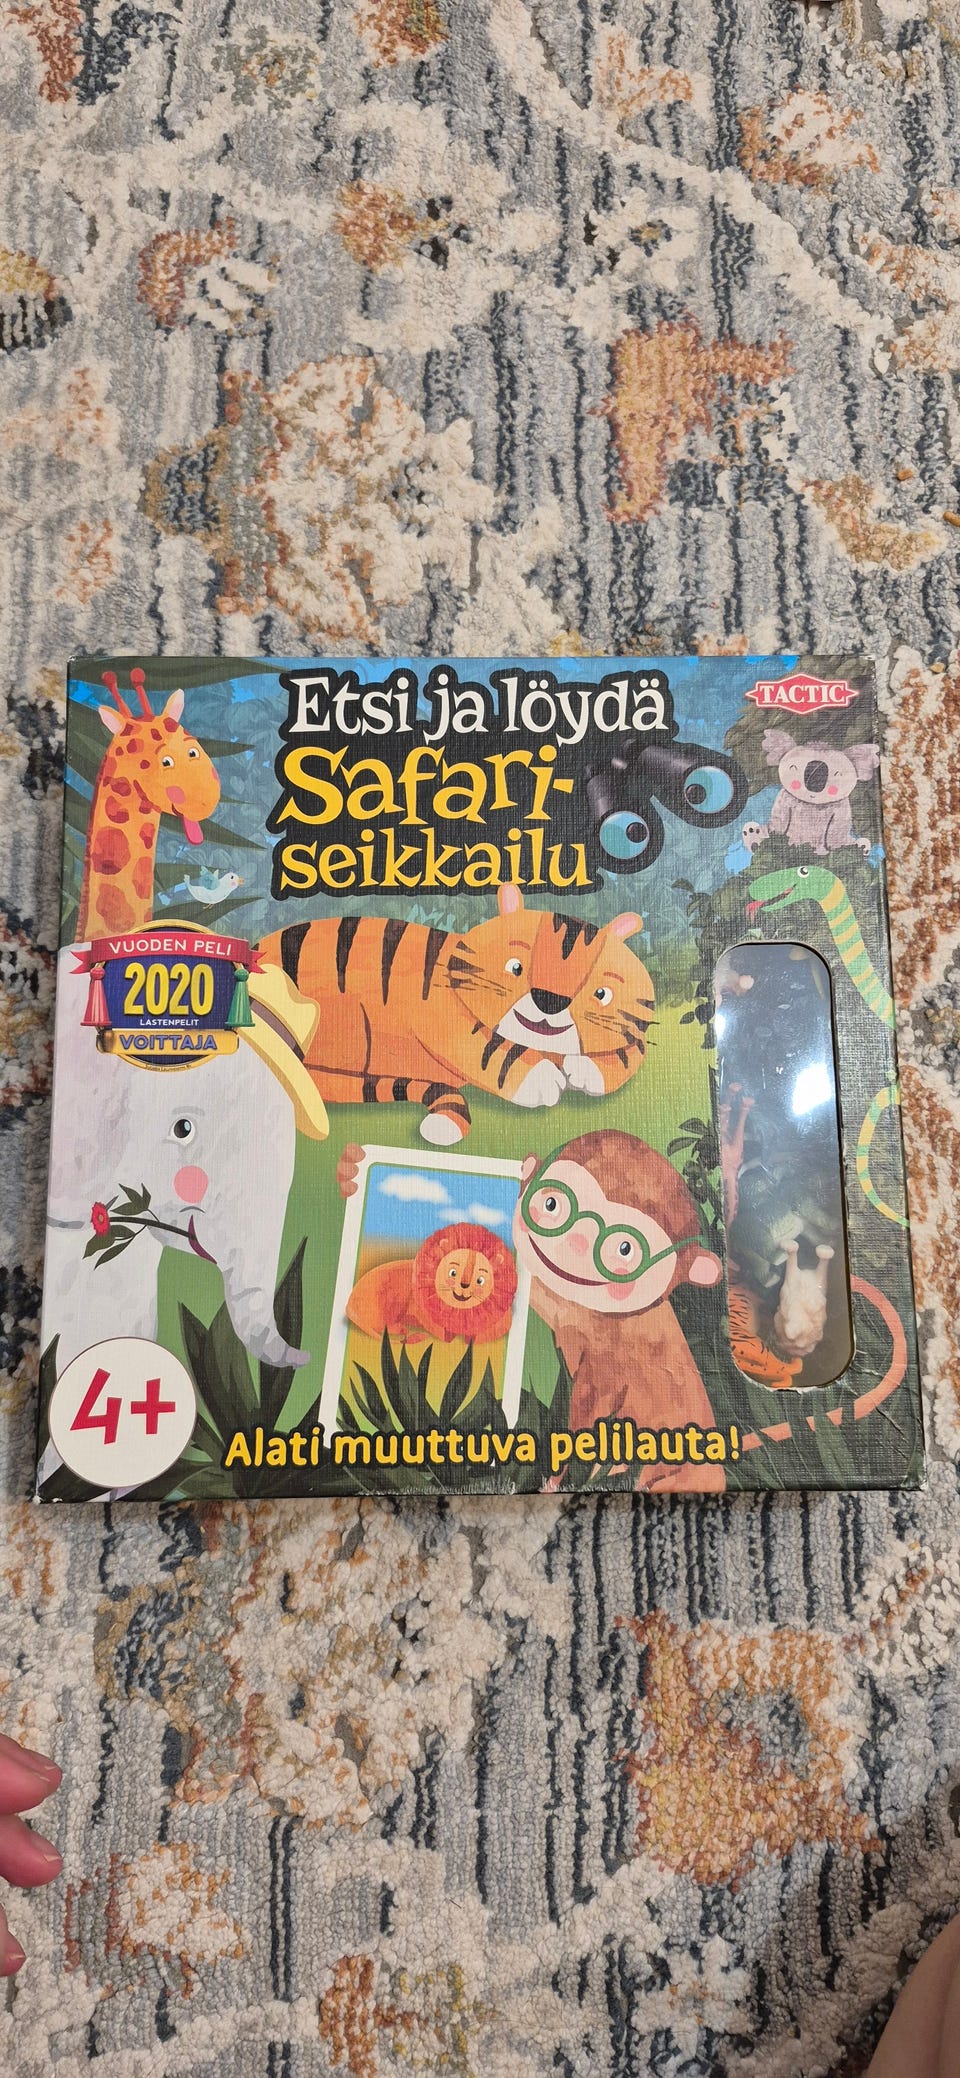 Etsi ja löydä
Safari-
seikkailu
TACTIC
VUODEN PELI
2020
LASTENPELIT
VOITTAJA
4+
Alati muuttuva pelilauta!